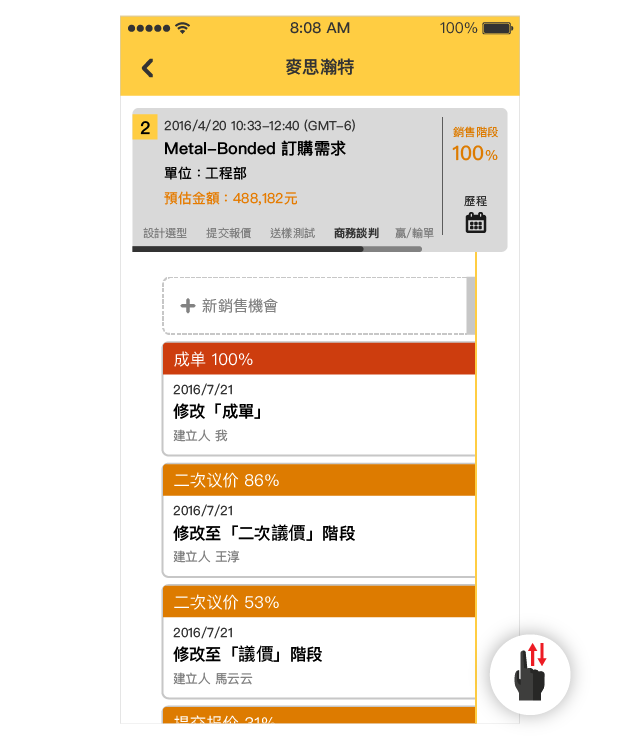 8:08 AM 100%
麥思瀚特
2 2016/4/20 10:33-12:40 (GMT-6)
銷售階段
Metal-Bonded 訂購需求
100%
單位：工程部
預估金額：488,182元
歷程
設計選型 提交報價 送樣測試 商務談判 贏/輸單
新銷售機會
成单 100%
2016/7/21
修改「成單」
建立人 我
二次议价 86%
2016/7/21
修改至「二次議價」階段
建立人 王淳
二次议价 53%
2016/7/21
修改至「議價」階段
建立人 馬云云
提交报价 31%